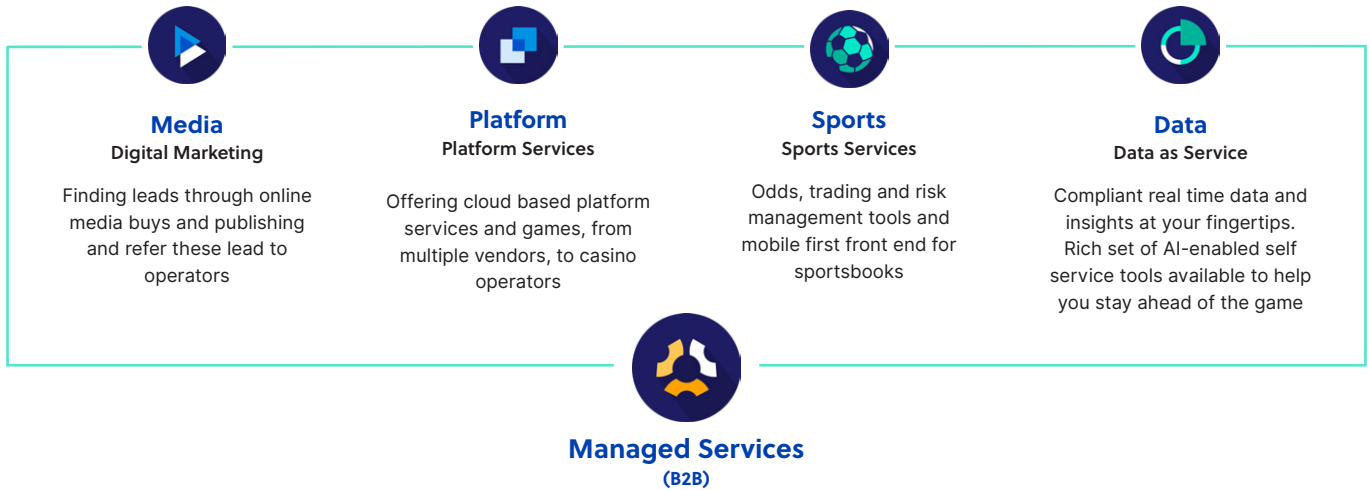 Media
Digital Marketing
Finding leads through online
media buys and publishing
and refer these lead to
operators
Platform
Platform Services
Offering cloud based platform
services and games, from
multiple vendors, to casino
operators
Sports
Sports Services
Odds, trading and risk
management tools and
mobile first front end for
sportsbooks
Data
Data as Service
Compliant real time data and
insights at your fingertips.
Rich set of AI-enabled self
service tools available to help
you stay ahead of the game
Managed Services
(B2B)